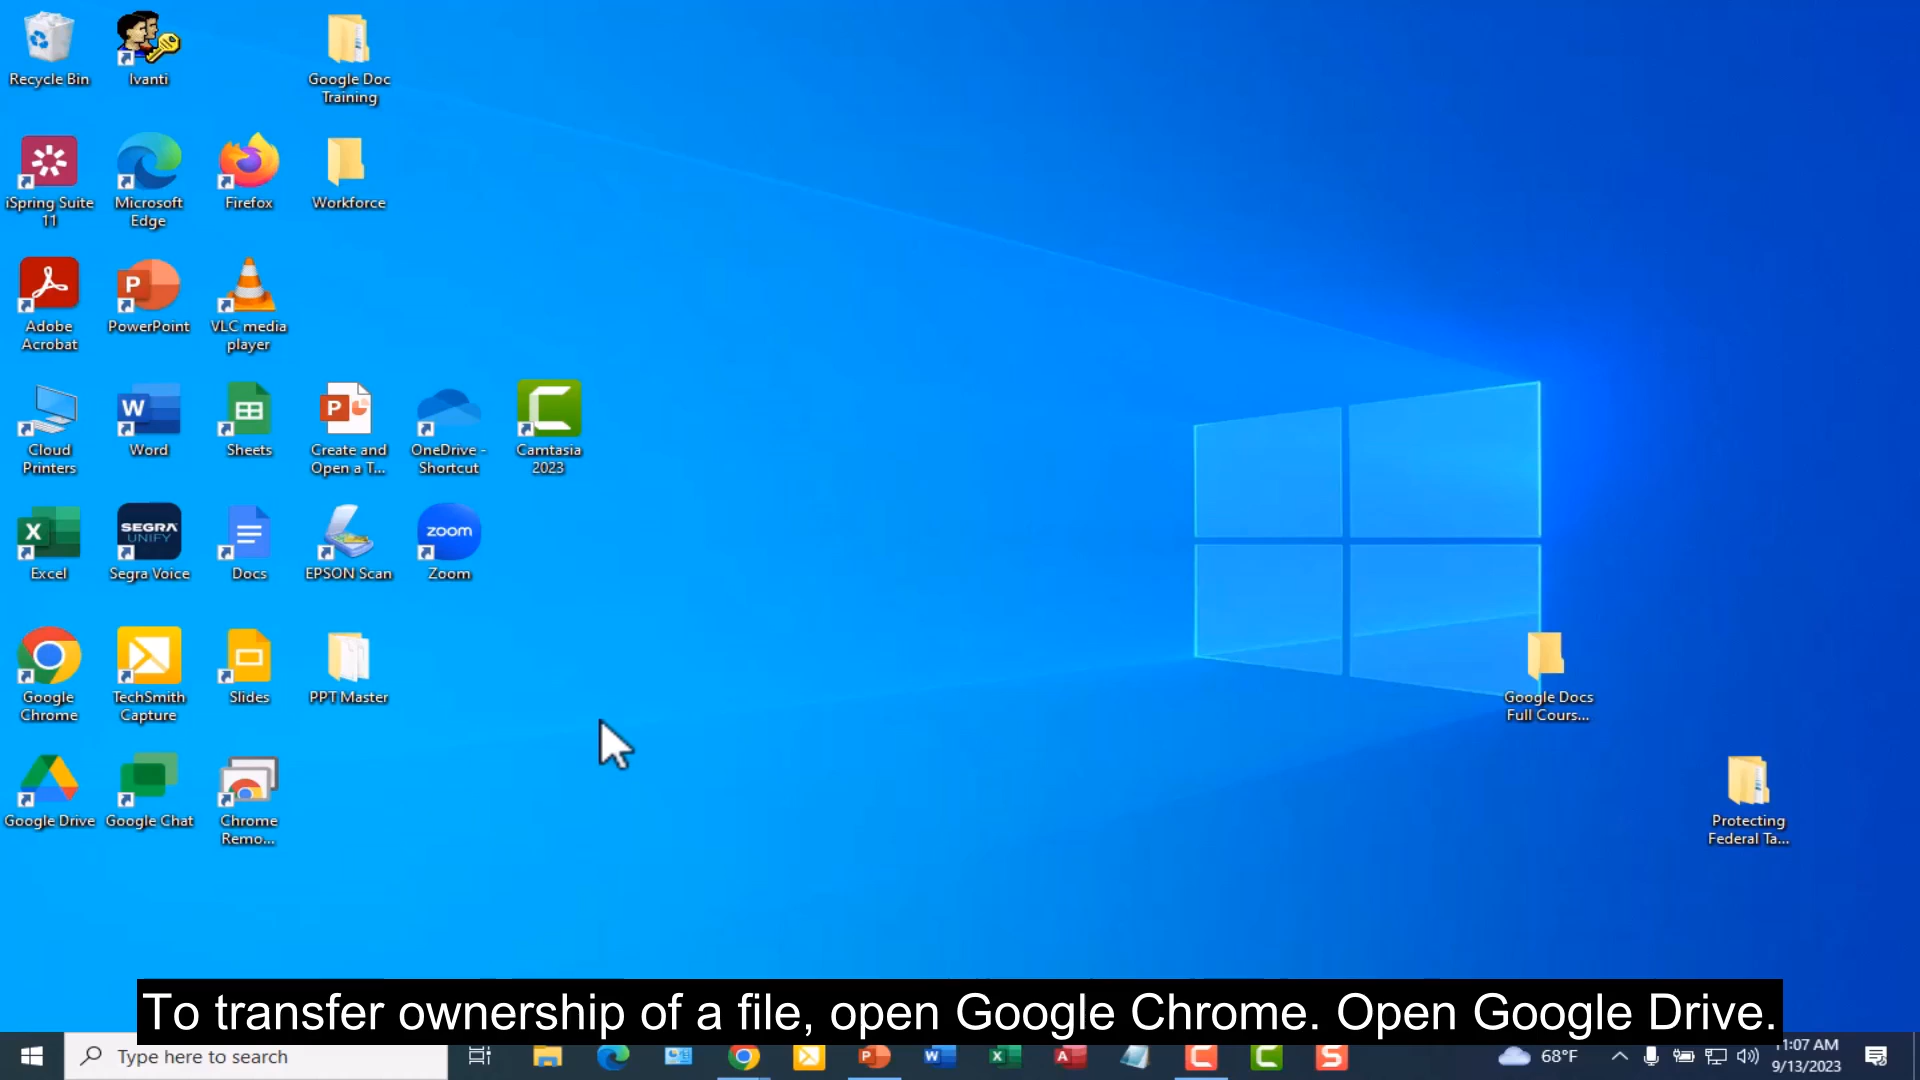 Recycle Bin
Ivanti
Google Doc
Training
iSpring Suite
11
Microsoft
Edge
Firefox
Workforce
Adobe
Acrobat
P
PowerPoint
VLC media
player
Cloud
Printers
W
Word
Sheets
P
Create and
Open a T...
OneDrive -
Shortcut
C
Camtasia
2023
X
Excel
SEGRA
UNIFY
Segra Voice
Docs
EPSON Scan
zoom
Zoom
Google
Chrome
TechSmith
Capture
Slides
PPT Master
Google Docs
Full Cours...
Google Drive
Google Chat
Chrome
Remo...
Protecting
Federal Ta...
To transfer ownership of a file, open Google Chrome. Open Google Drive.
Type here to search
P
W
X
A
C
C
S
68°F
11:07 AM
9/13/2023